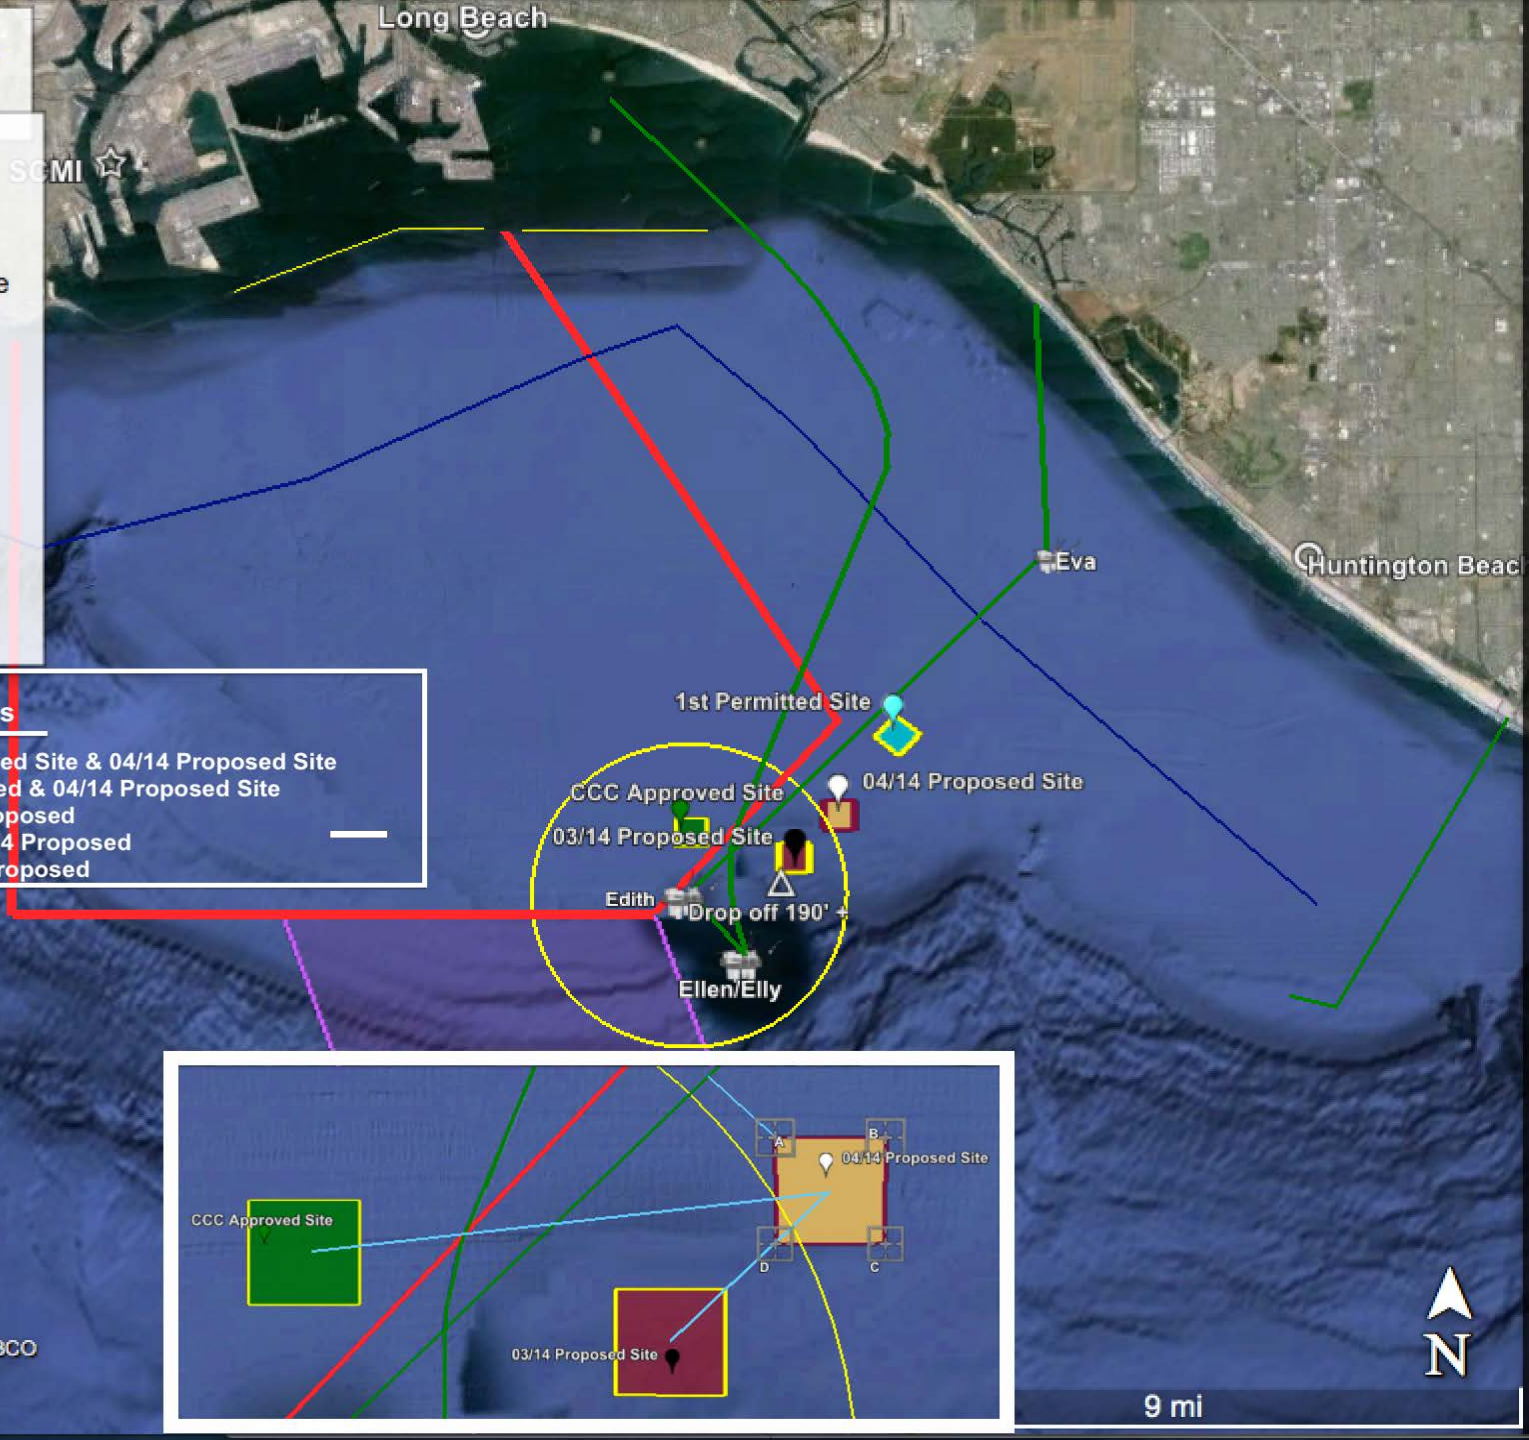 Long Beach
SCMI
e
Eva
Huntington Beac
1st Permitted Site
s
ed Site & 04/14 Proposed Site
ed & 04/14 Proposed Site
oposed
4 Proposed
roposed
04/14 Proposed Site
CCC Approved Site
03/14 Proposed Site
Edith
Drop off 190' +
Ellen/Elly
A
B
04/14 Proposed Site
CCC Approved Site
D
C
03/14 Proposed Site
BCO
N
9 mi